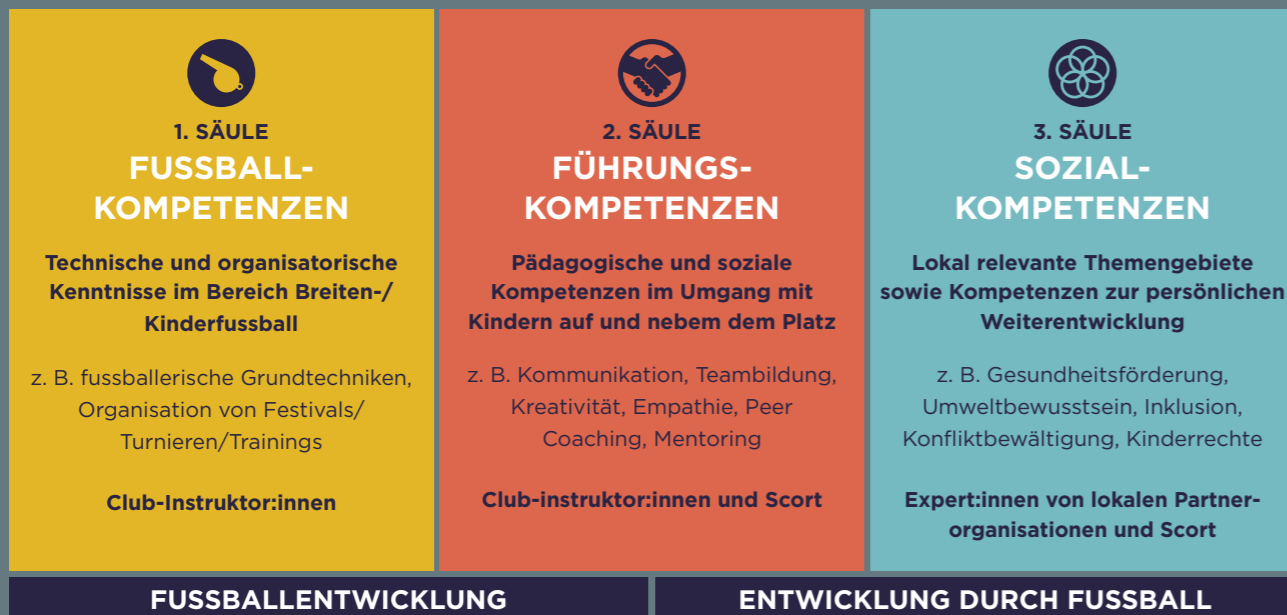 1. SÄULE
FUSSBALL-
KOMPETENZEN
Technische und organisatorische
Kenntnisse im Bereich Breiten-/
Kinderfussball
z. B. fussballerische Grundtechniken,
Organisation von Festivals/
Turnieren/Trainings
Club-Instruktor:innen
2. SÄULE
FÜHRUNGS-
KOMPETENZEN
Pädagogische und soziale
Kompetenzen im Umgang mit
Kindern auf und nebem dem Platz
z. B. Kommunikation, Teambildung,
Kreativität, Empathie, Peer
Coaching, Mentoring
Club-instruktor:innen und Scort
3. SÄULE
SOZIAL-
KOMPETENZEN
Lokal relevante Themengebiete
sowie Kompetenzen zur persönlichen
Weiterentwicklung
z. B. Gesundheitsförderung,
Umweltbewusstsein, Inklusion,
Konfliktbewältigung, Kinderrechte
Expert:innen von lokalen Partner-
organisationen und Scort
FUSSBALLENTWICKLUNG
ENTWICKLUNG DURCH FUSSBALL